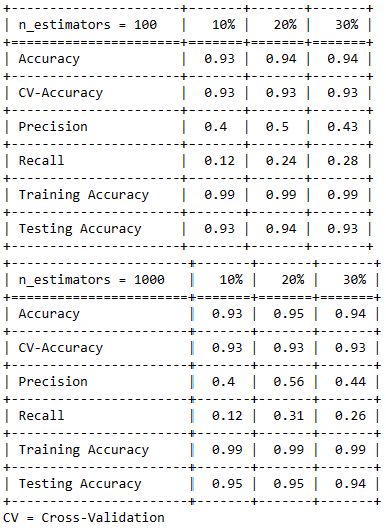 n_estimators = 100 | 10% | 20% | 30%
Accuracy | 0.93 | 0.94 | 0.94
CV-Accuracy | 0.93 | 0.93 | 0.93
Precision | 0.4 | 0.5 | 0.43
Recall | 0.12 | 0.24 | 0.28
Training Accuracy | 0.99 | 0.99 | 0.99
Testing Accuracy | 0.93 | 0.94 | 0.93
n_estimators = 1000 | 10% | 20% | 30%
Accuracy | 0.93 | 0.95 | 0.94
CV-Accuracy | 0.93 | 0.93 | 0.93
Precision | 0.4 | 0.56 | 0.44
Recall | 0.12 | 0.31 | 0.26
Training Accuracy | 0.99 | 0.99 | 0.99
Testing Accuracy | 0.95 | 0.95 | 0.94
CV = Cross-Validation